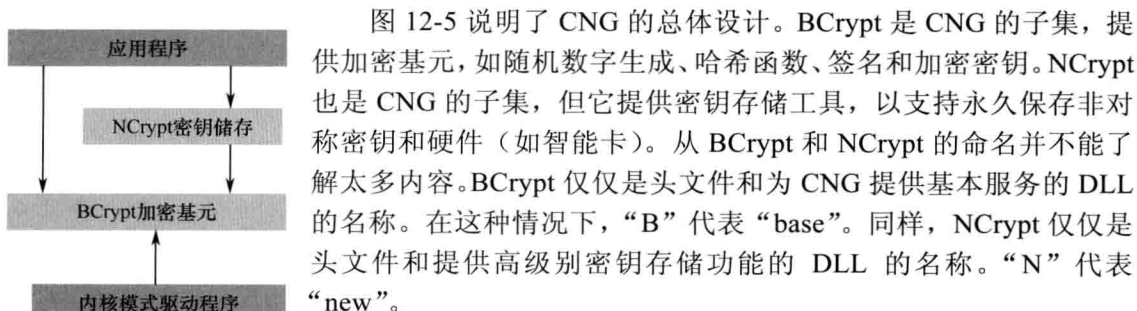 应用程序
NCrypt密钥储存
BCrypt加密基元
内核模式驱动程序
图 12-5 说明了 CNG 的总体设计。BCrypt 是 CNG 的子集，提
供加密基元，如随机数字生成、哈希函数、签名和加密密钥。NCrypt
也是 CNG 的子集，但它提供密钥存储工具，以支持永久保存非对
称密钥和硬件（如智能卡）。从 BCrypt 和 NCrypt 的命名并不能了
解太多内容。BCrypt 仅仅是头文件和为 CNG 提供基本服务的 DLL
的名称。在这种情况下，“B”代表“base”。同样，NCrypt 仅仅是
头文件和提供高级别密钥存储功能的 DLL 的名称。“N”代表
“new”。